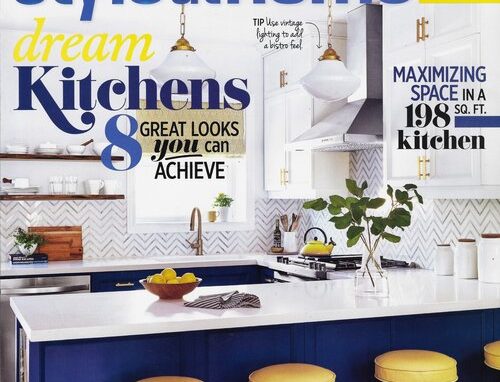 dream
TIP Use vintage
lighting to add
a bistro feel.
Kitchens
8 GREAT LOOKS
you can
ACHIEVE
MAXIMIZING
SPACE IN A
198 SQ. FT.
kitchen